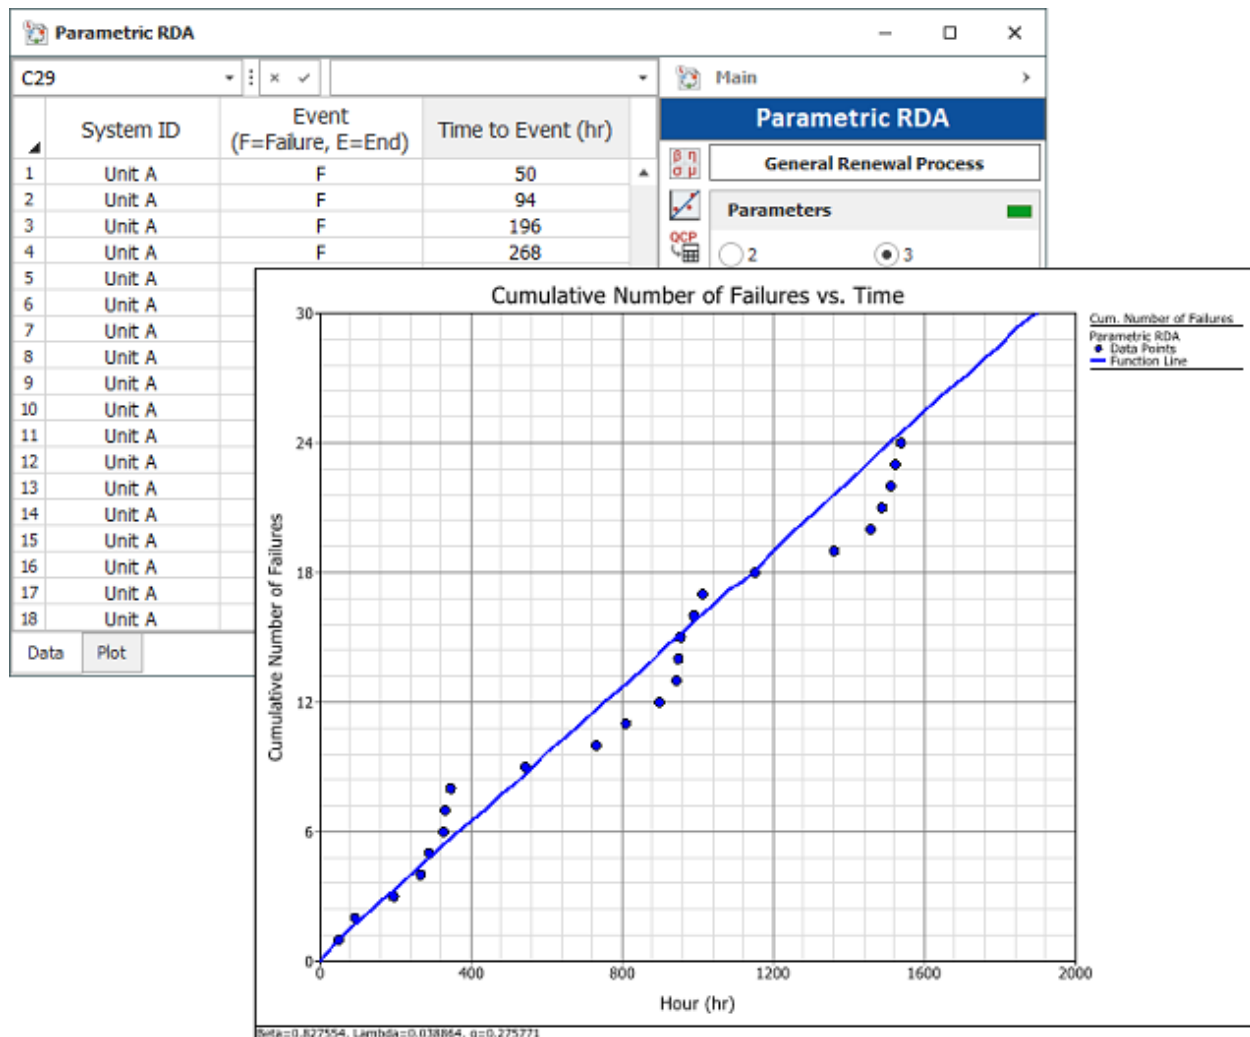 Parametric RDA
C29
Main
System ID
Event
(F=Failure, E=End)
Time to Event (hr)
Parametric RDA
General Renewal Process
Parameters
β η
σ μ
QCP
2
3
1 Unit A F 50
2 Unit A F 94
3 Unit A F 196
4 Unit A F 268
5 Unit A
6 Unit A
7 Unit A
8 Unit A
9 Unit A
10 Unit A
11 Unit A
12 Unit A
13 Unit A
14 Unit A
15 Unit A
16 Unit A
17 Unit A
18 Unit A
Data
Plot
Cumulative Number of Failures vs. Time
Cum. Number of Failures
Parametric RDA
Data Points
Function Line
Cumulative Number of Failures
30
24
18
12
6
0
0 400 800 1200 1600 2000
Hour (hr)
Beta=0.827554, Lambda=0.038864, q=0.275771